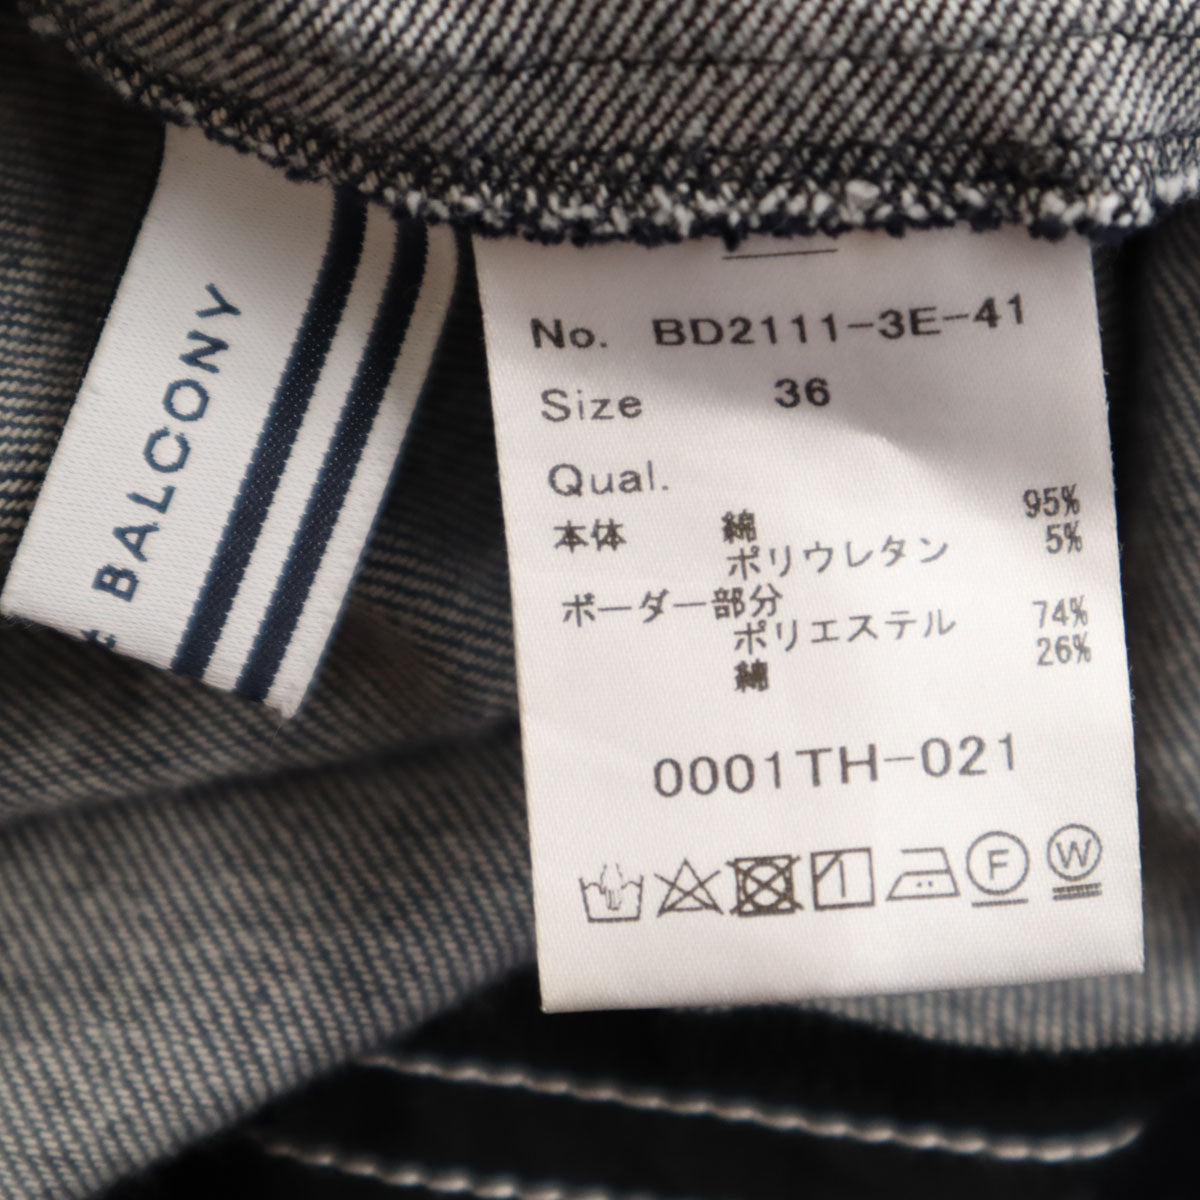 BALCONY
No. BD2111-3E-41
Size 36
Qual.
本体 綿 95%
ポリウレタン 5%
ボーダー部分
ポリエステル 74%
綿 26%
0001TH-021
F W